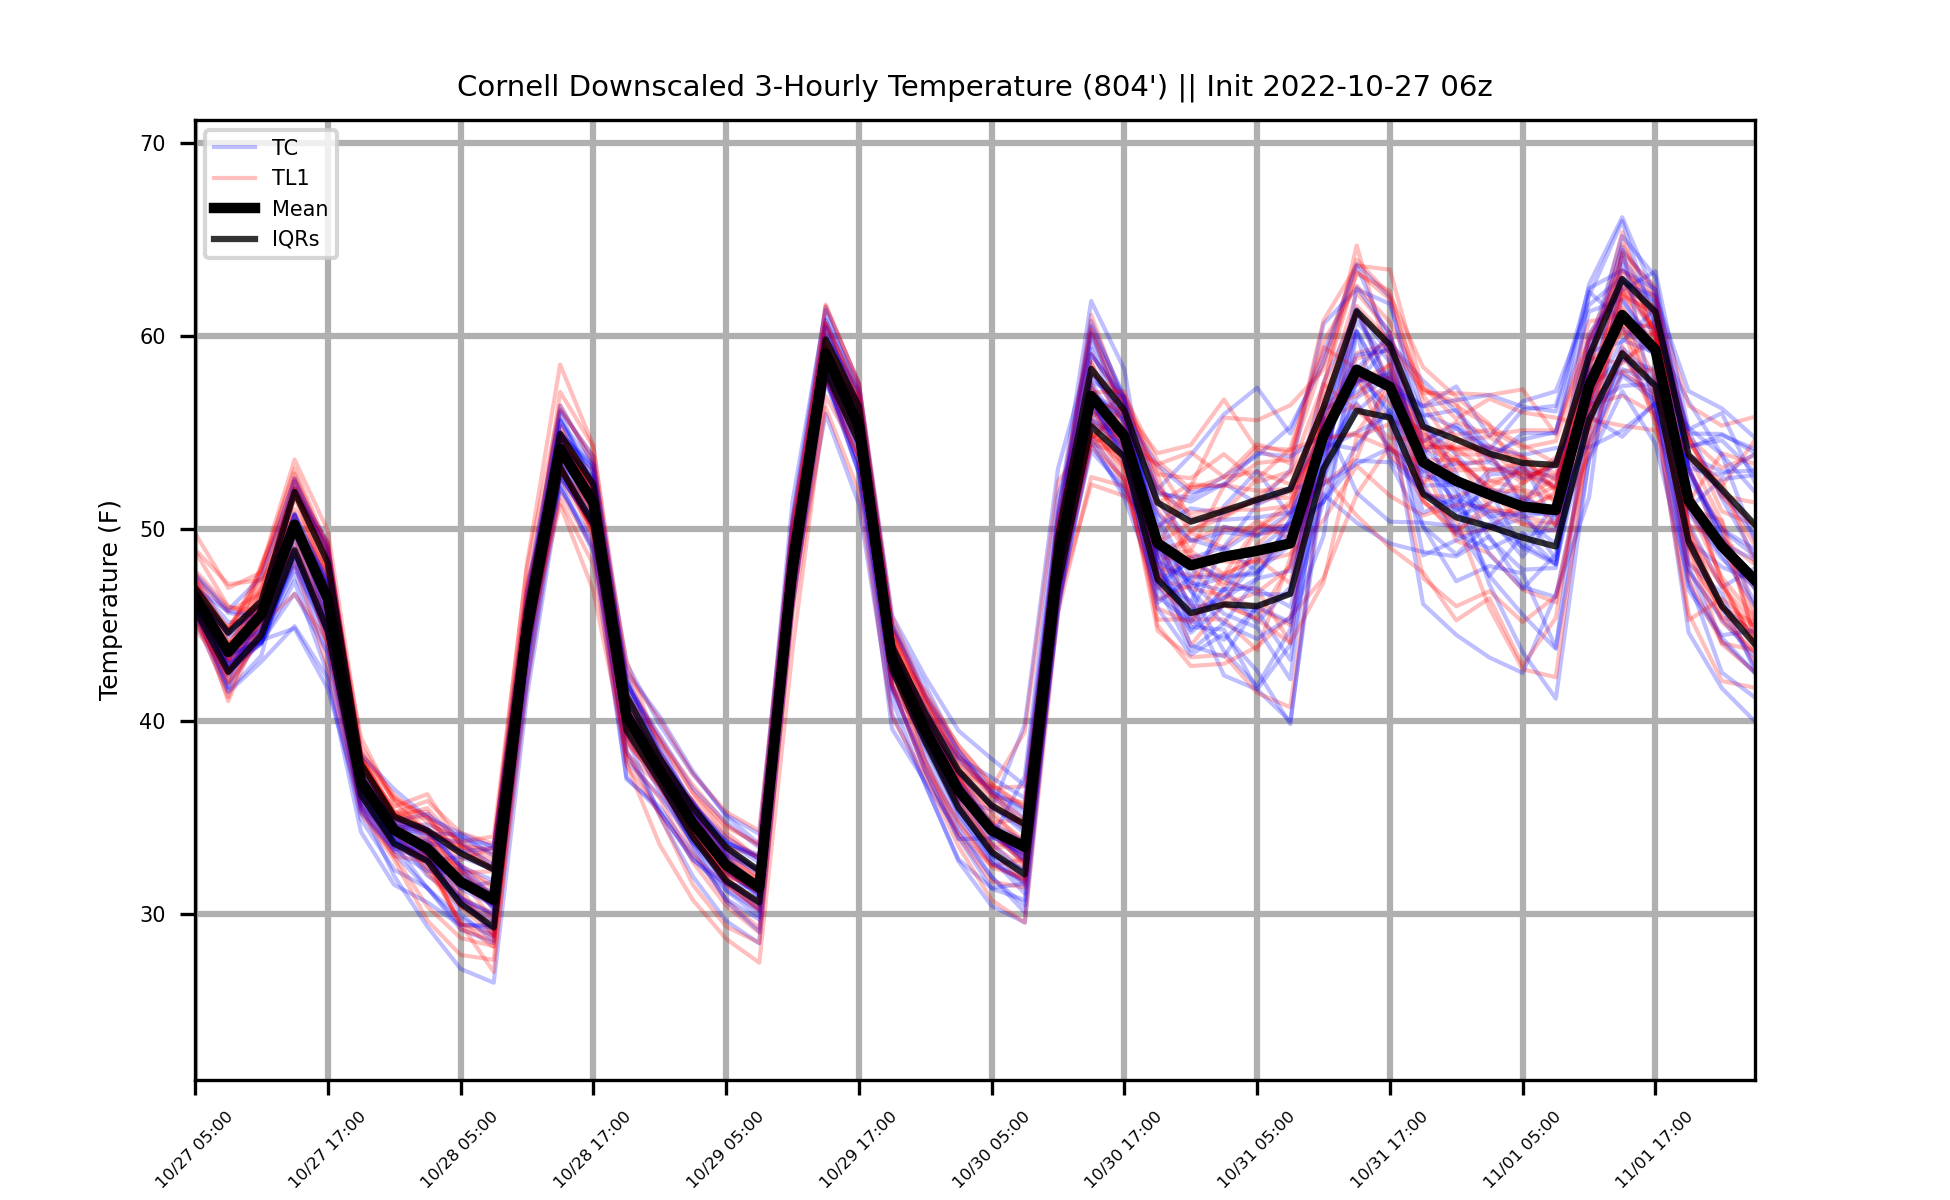 Cornell Downscaled 3-Hourly Temperature (804') || Init 2022-10-27 06z
TC
TL1
Mean
IQRs
Temperature (F)
70
60
50
40
30
10/27 05:00
10/27 17:00
10/28 05:00
10/28 17:00
10/29 05:00
10/29 17:00
10/30 05:00
10/30 17:00
10/31 05:00
10/31 17:00
11/01 05:00
11/01 17:00